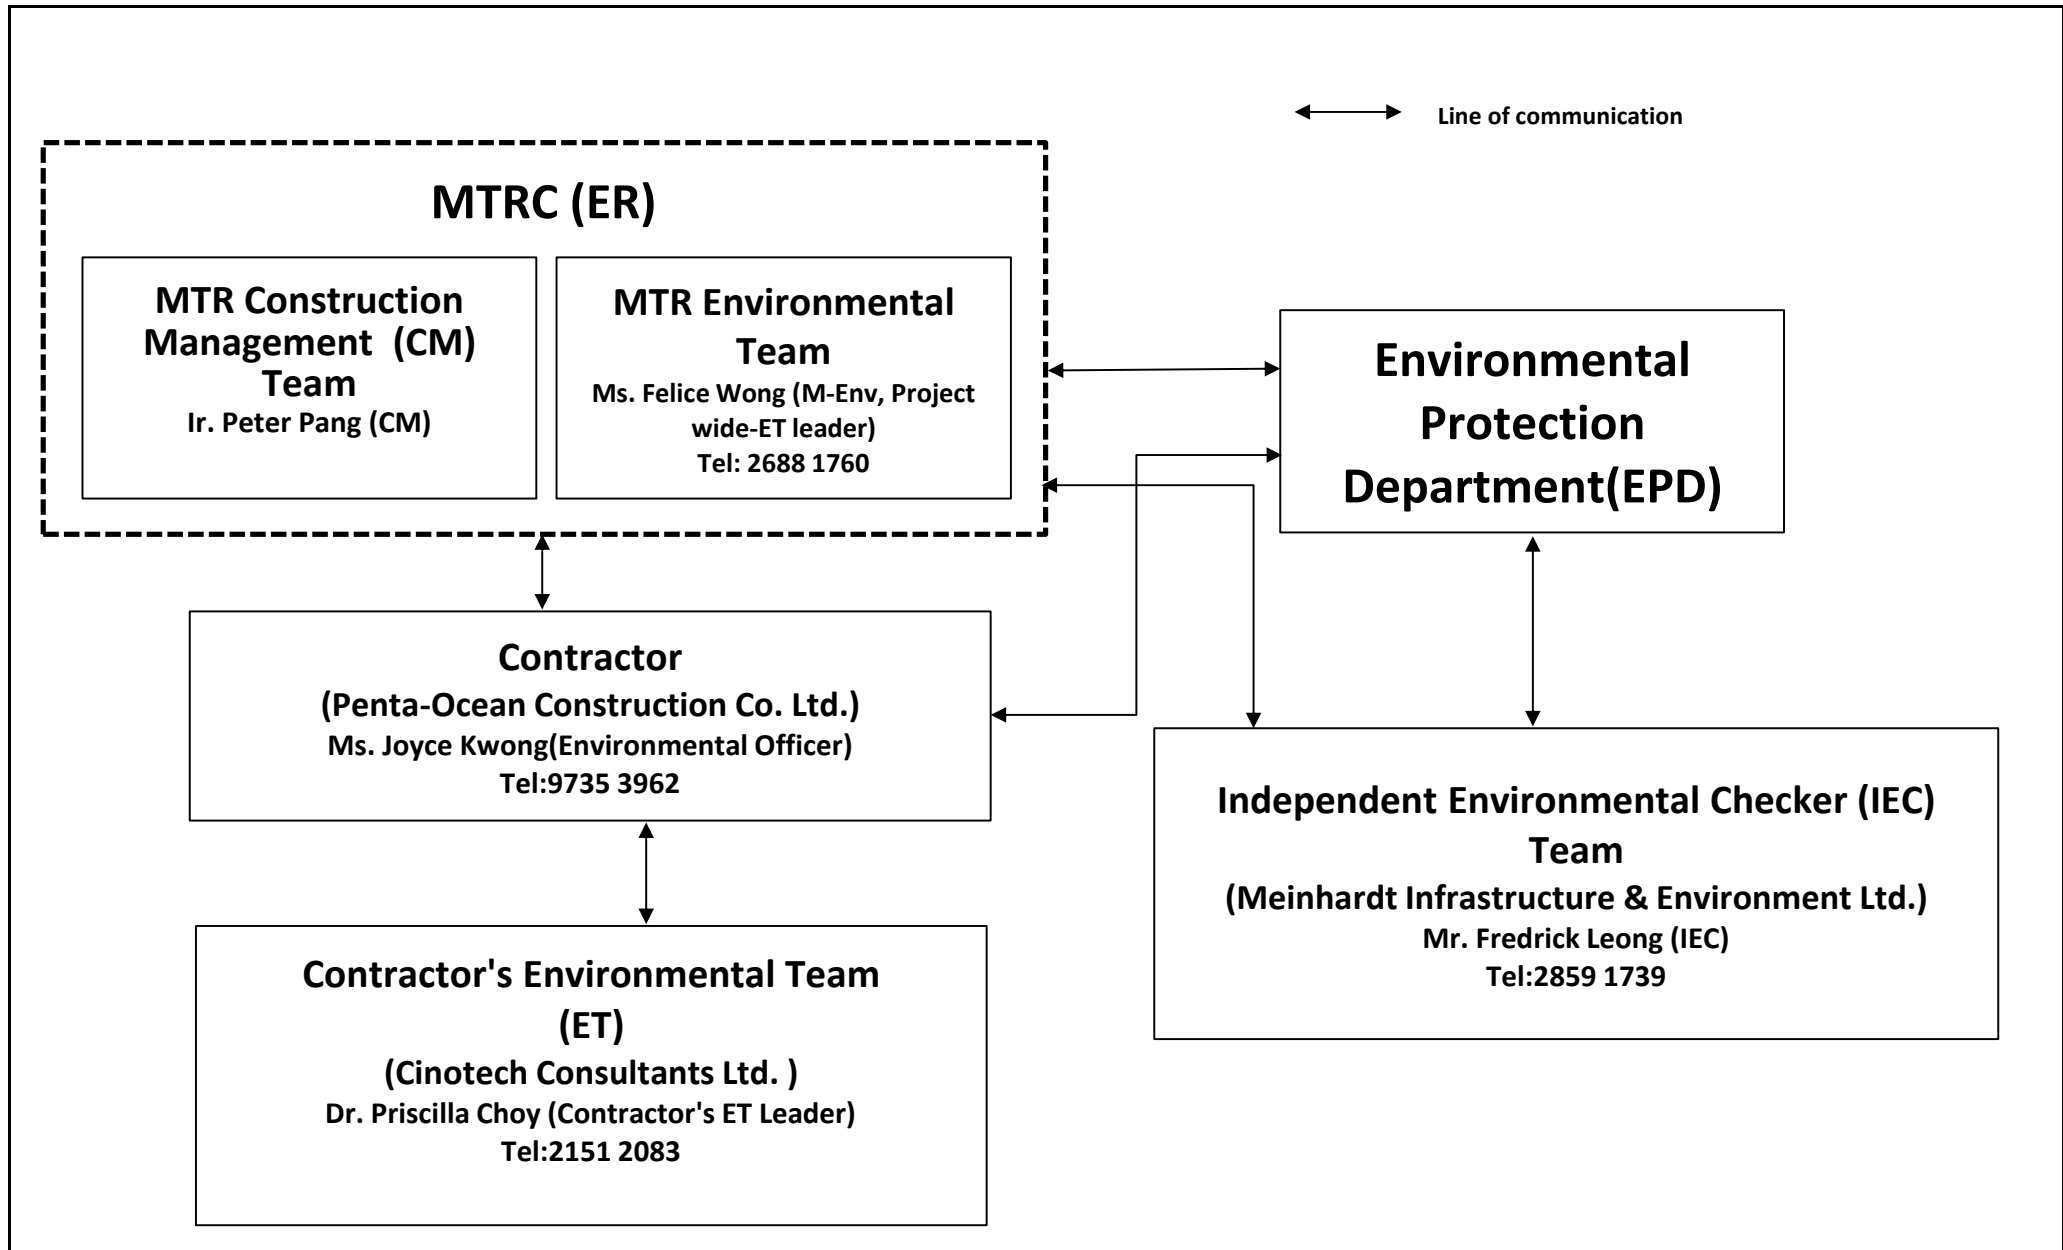 Line of communication
MTRC (ER)
MTR Construction
Management  (CM)
Team
Ir. Peter Pang (CM)
MTR Environmental
Team
Ms. Felice Wong (M-Env, Project
wide-ET leader)
Tel: 2688 1760
Environmental
Protection
Department(EPD)
Contractor
(Penta-Ocean Construction Co. Ltd.)
Ms. Joyce Kwong(Environmental Officer)
Tel:9735 3962
Independent Environmental Checker (IEC)
Team
(Meinhardt Infrastructure & Environment Ltd.)
Mr. Fredrick Leong (IEC)
Tel:2859 1739
Contractor's Environmental Team
(ET)
(Cinotech Consultants Ltd. )
Dr. Priscilla Choy (Contractor's ET Leader)
Tel:2151 2083